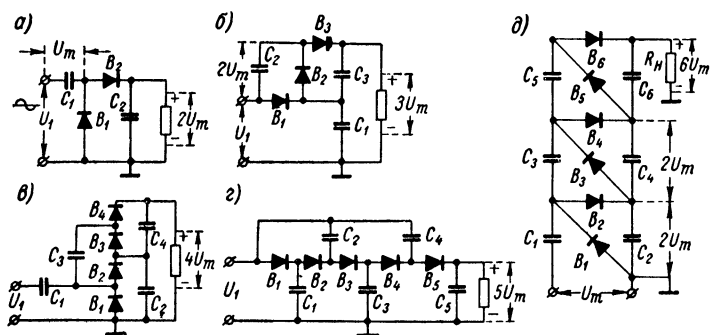 а)
Uₘ
B₂
C₁
C₂
U₁
B₁
+
2Uₘ
-
б)
B₃
2Uₘ
C₂
B₂
C₃
B₁
+
3Uₘ
-
U₁
C₁
в)
B₄
B₃
C₄
C₃
+
4Uₘ
-
B₂
C₁
U₁
B₁
C₂
г)
C₂
C₄
B₁
B₂
B₃
B₄
B₅
+
5Uₘ
-
U₁
C₁
C₃
C₅
д)
B₆
Rн
+
6Uₘ
-
C₅
B₅
C₆
B₄
C₃
B₃
C₄
2Uₘ
B₂
C₁
B₁
C₂
2Uₘ
Uₘ